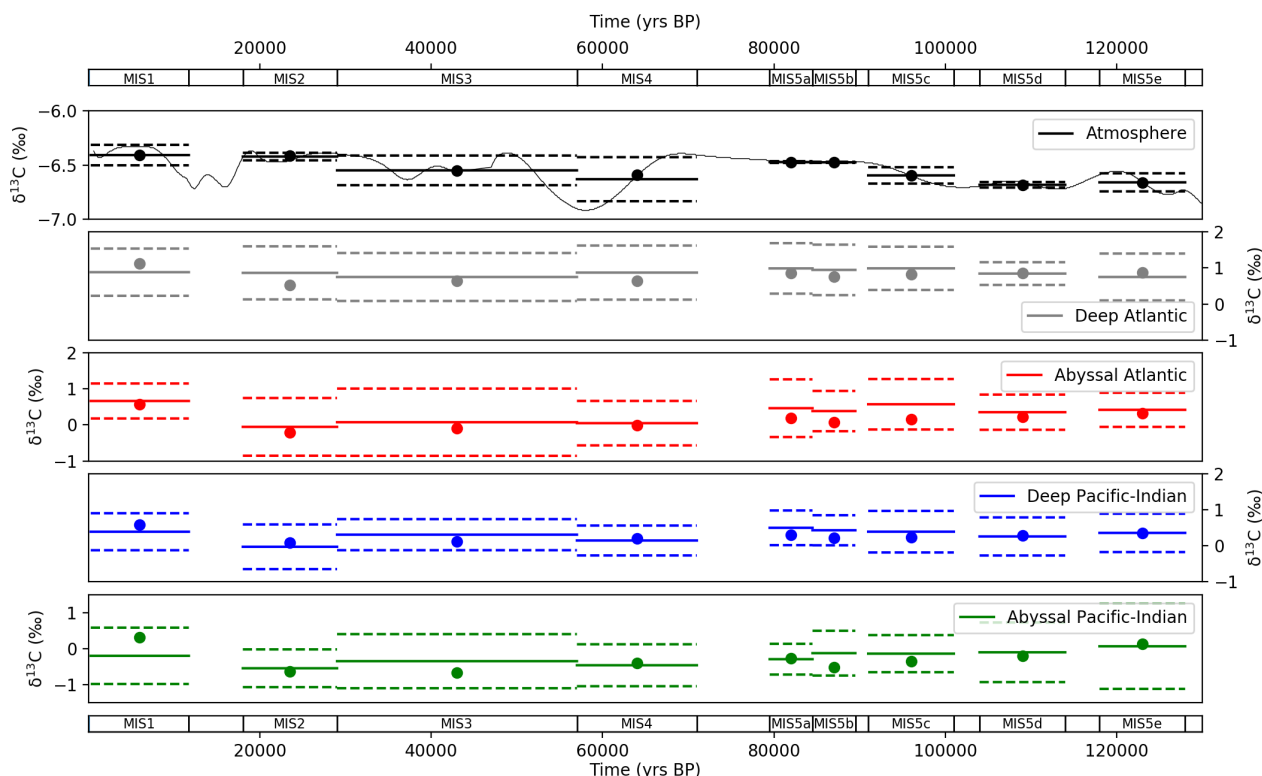 Time (yrs BP)
20000 40000 60000 80000 100000 120000
MIS1 MIS2 MIS3 MIS4 MIS5a MIS5b MIS5c MIS5d MIS5e
−6.0
−6.5
−7.0
δ¹³C (‰)
Atmosphere
2
1
0
−1
δ¹³C (‰)
Deep Atlantic
2
1
0
−1
δ¹³C (‰)
Abyssal Atlantic
2
1
0
−1
δ¹³C (‰)
Deep Pacific-Indian
1
0
−1
δ¹³C (‰)
Abyssal Pacific-Indian
MIS1 MIS2 MIS3 MIS4 MIS5a MIS5b MIS5c MIS5d MIS5e
20000 40000 60000 80000 100000 120000
Time (yrs BP)